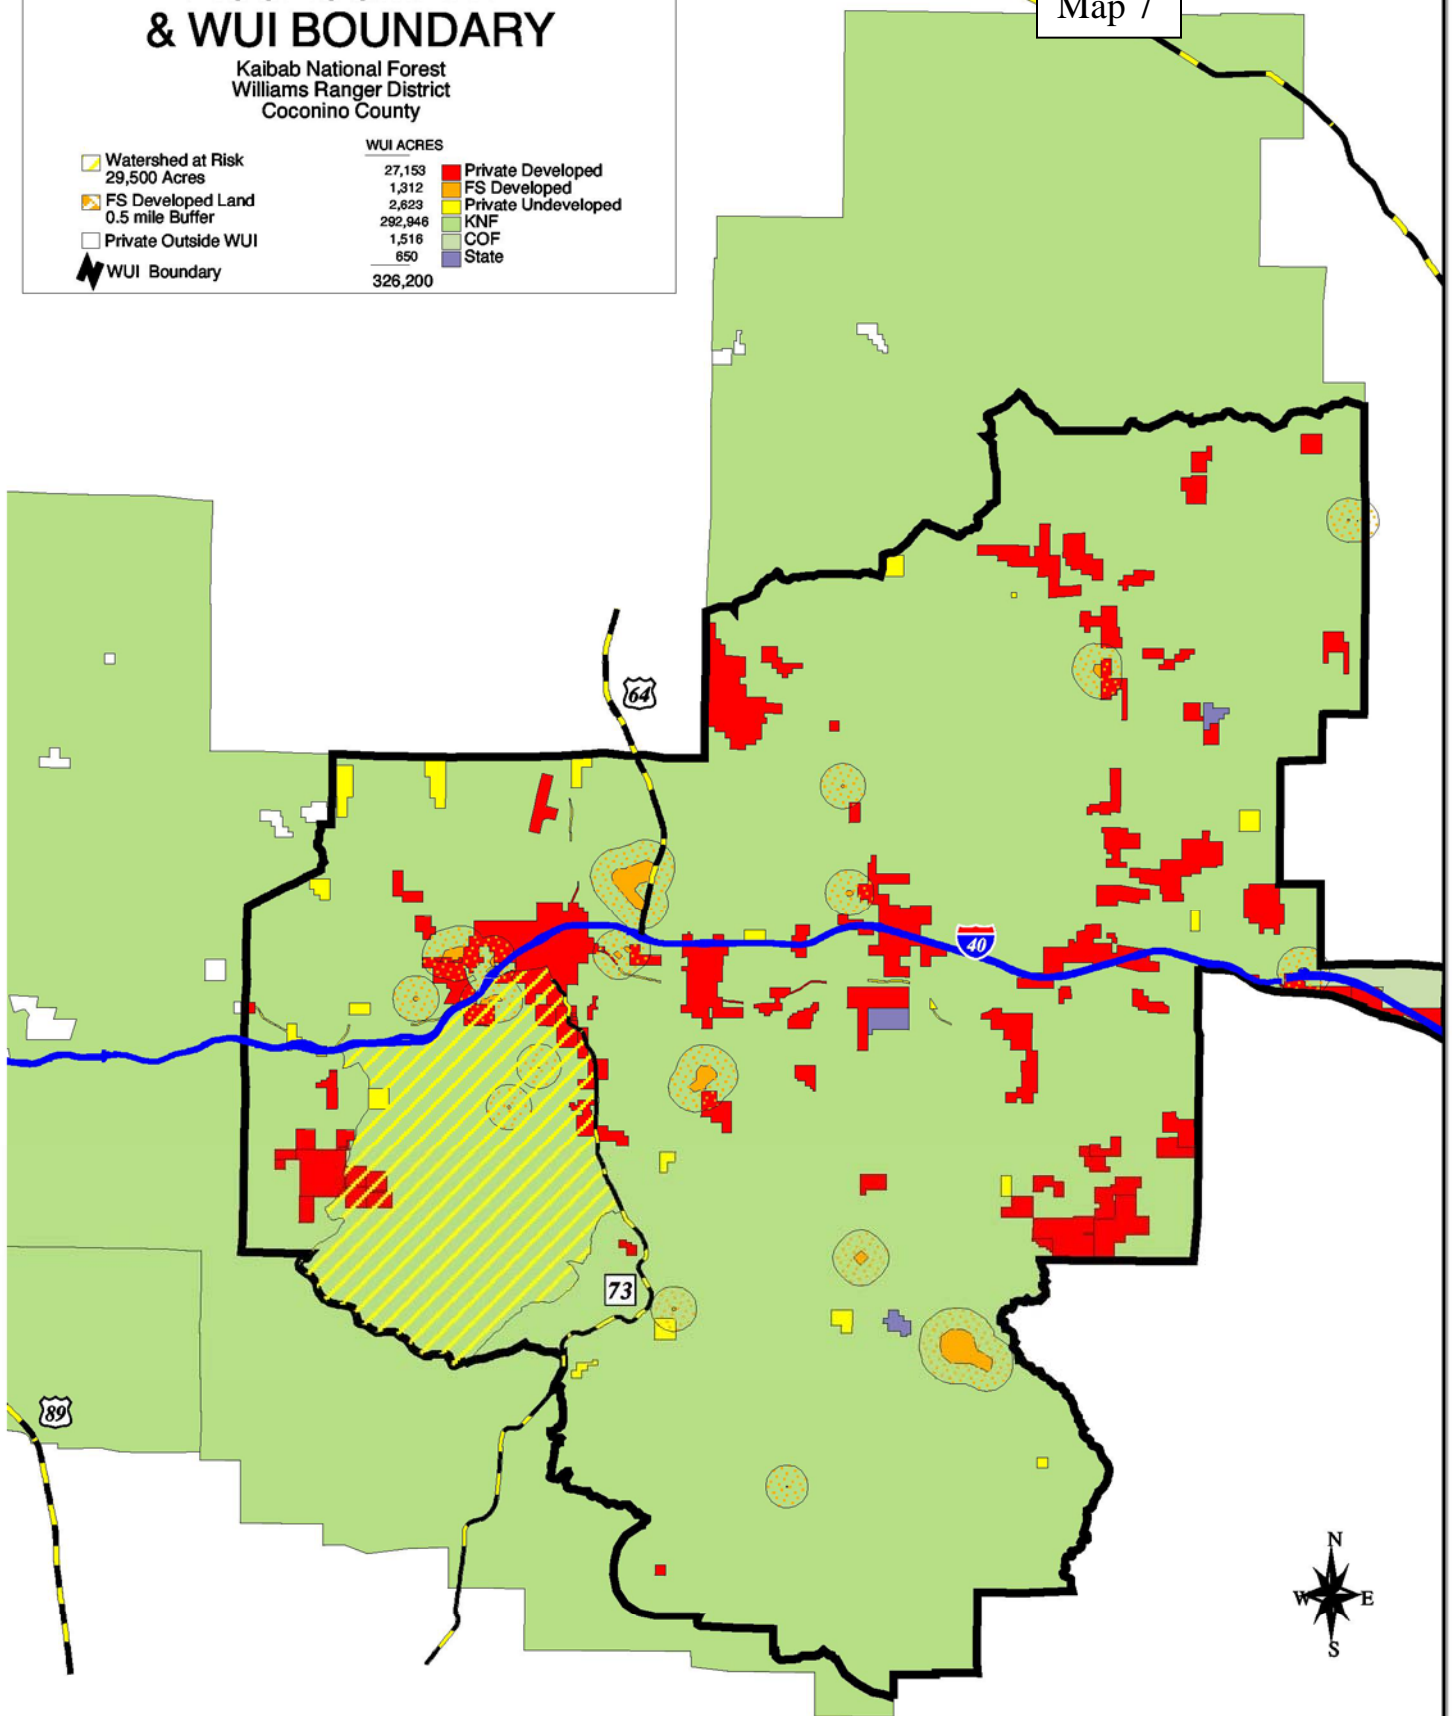 Map 7
& WUI BOUNDARY
Kaibab National Forest
Williams Ranger District
Coconino County
WUI ACRES
Watershed at Risk
29,500 Acres
FS Developed Land
0.5 mile Buffer
Private Outside WUI
WUI Boundary
27,153 Private Developed
1,312 FS Developed
2,623 Private Undeveloped
292,946 KNF
1,516 COF
650 State
326,200
64
40
73
89
N
W E
S